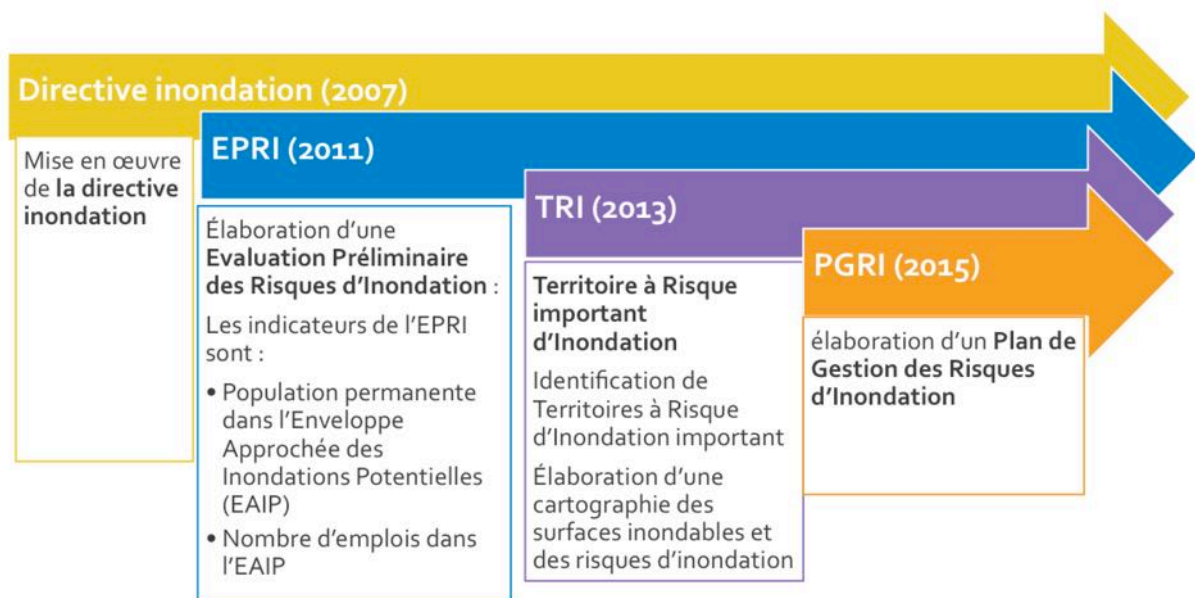 Directive inondation (2007)
Mise en œuvre
de la directive
inondation
EPRI (2011)
Élaboration d’une
Evaluation Préliminaire
des Risques d’Inondation :
Les indicateurs de l’EPRI
sont :
• Population permanente
dans l’Enveloppe
Approchée des
Inondations Potentielles
(EAIP)
• Nombre d’emplois dans
l’EAIP
TRI (2013)
Territoire à Risque
important
d’Inondation
Identification de
Territoires à Risque
d’Inondation important
Élaboration d’une
cartographie des
surfaces inondables et
des risques d’inondation
PGRI (2015)
élaboration d’un Plan de
Gestion des Risques
d’Inondation